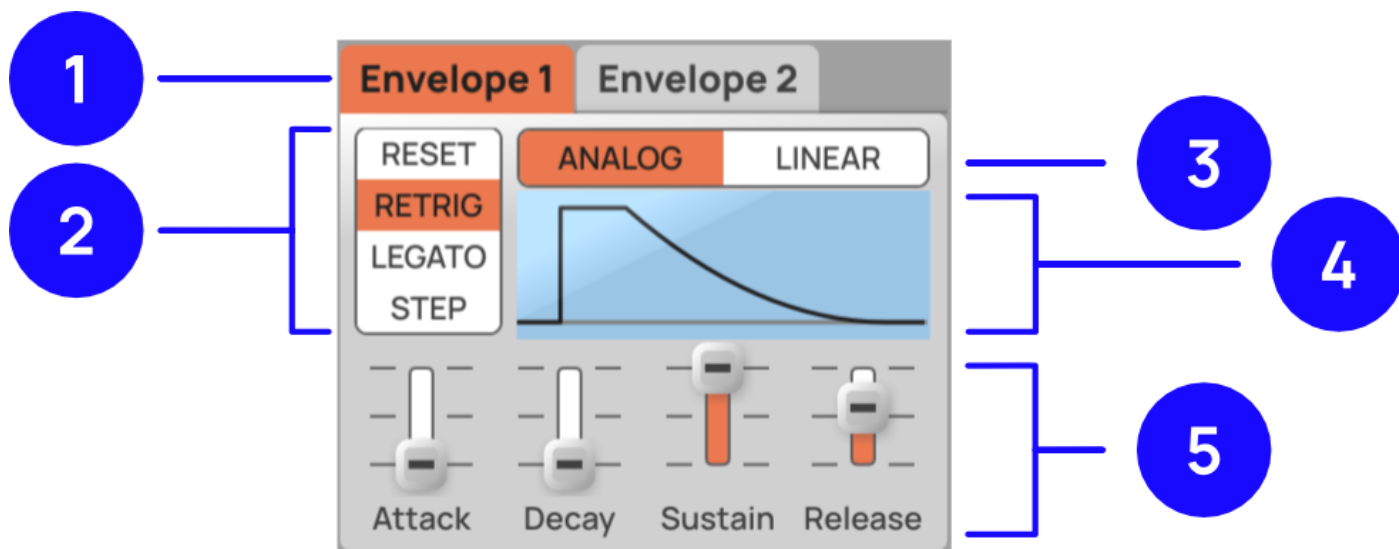 1
Envelope 1
Envelope 2
2
RESET
RETRIG
LEGATO
STEP
ANALOG
LINEAR
3
4
Attack
Decay
Sustain
Release
5